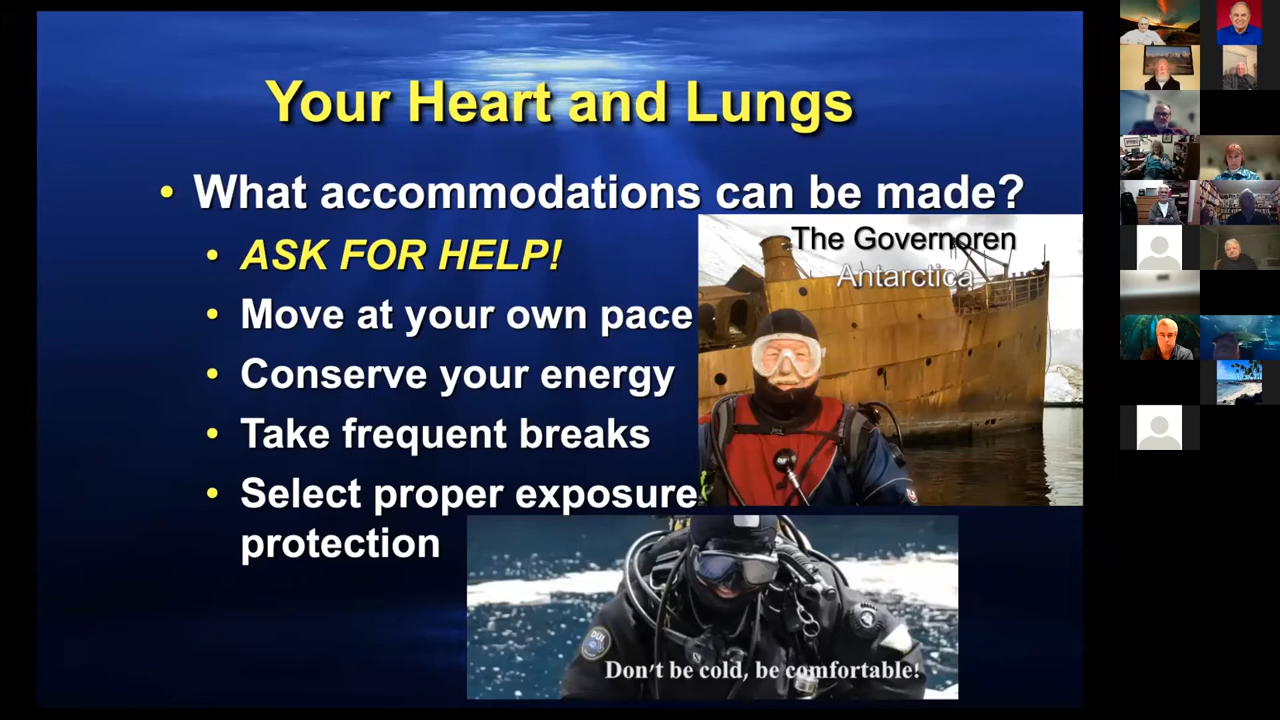 Your Heart and Lungs
• What accommodations can be made?
• ASK FOR HELP!
• Move at your own pace
• Conserve your energy
• Take frequent breaks
• Select proper exposure
protection
The Governoren
Antarctica
DUI
Don't be cold, be comfortable!